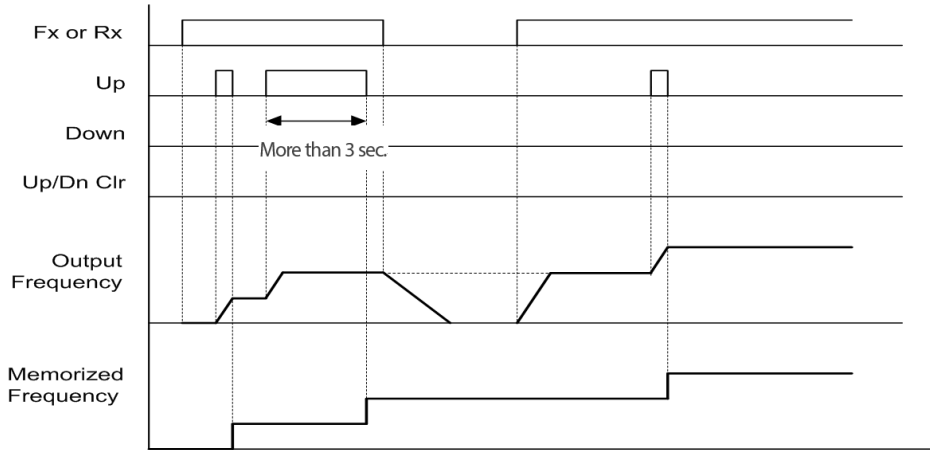 Fx or Rx
Up
Down
More than 3 sec.
Up/Dn Clr
Output
Frequency
Memorized
Frequency